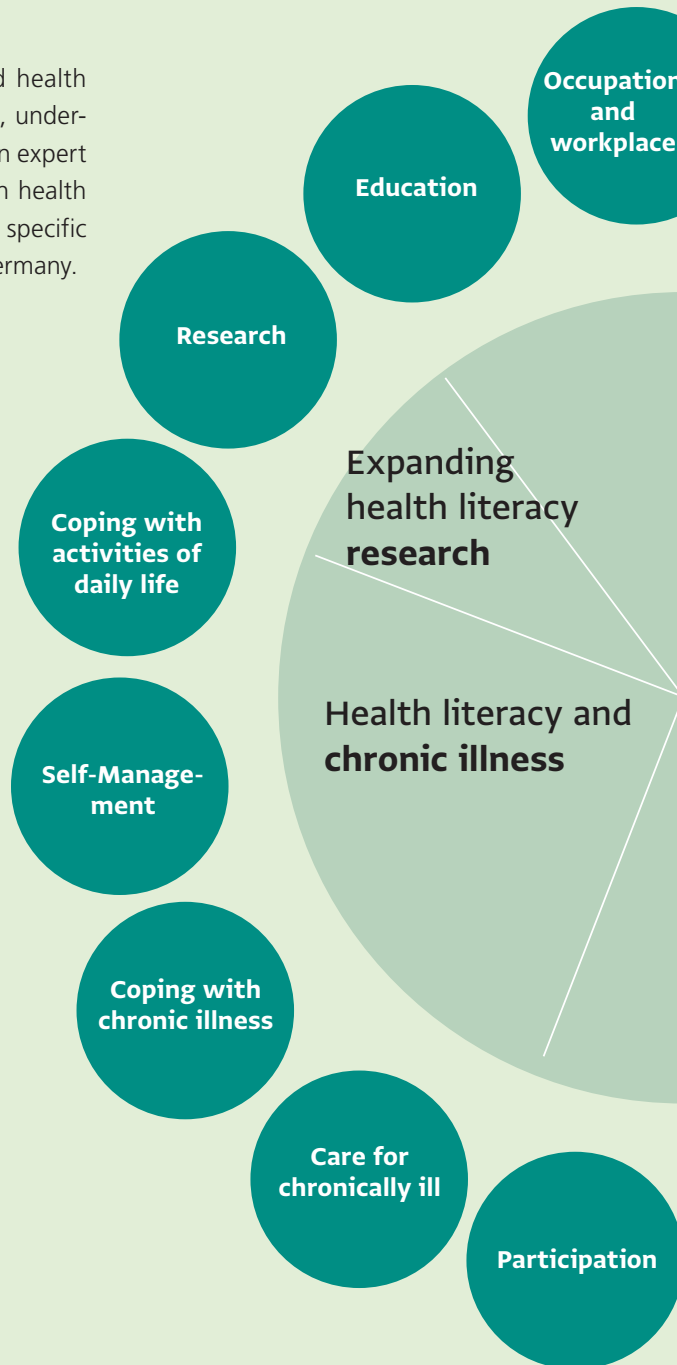 health
, under-
expert
health
specific
Occupation
and
workplace
Education
Research
Expanding
health literacy
research
Coping with
activities of
daily life
Health literacy and
chronic illness
Self-Manage-
ment
Coping with
chronic illness
Care for
chronically ill
Participation